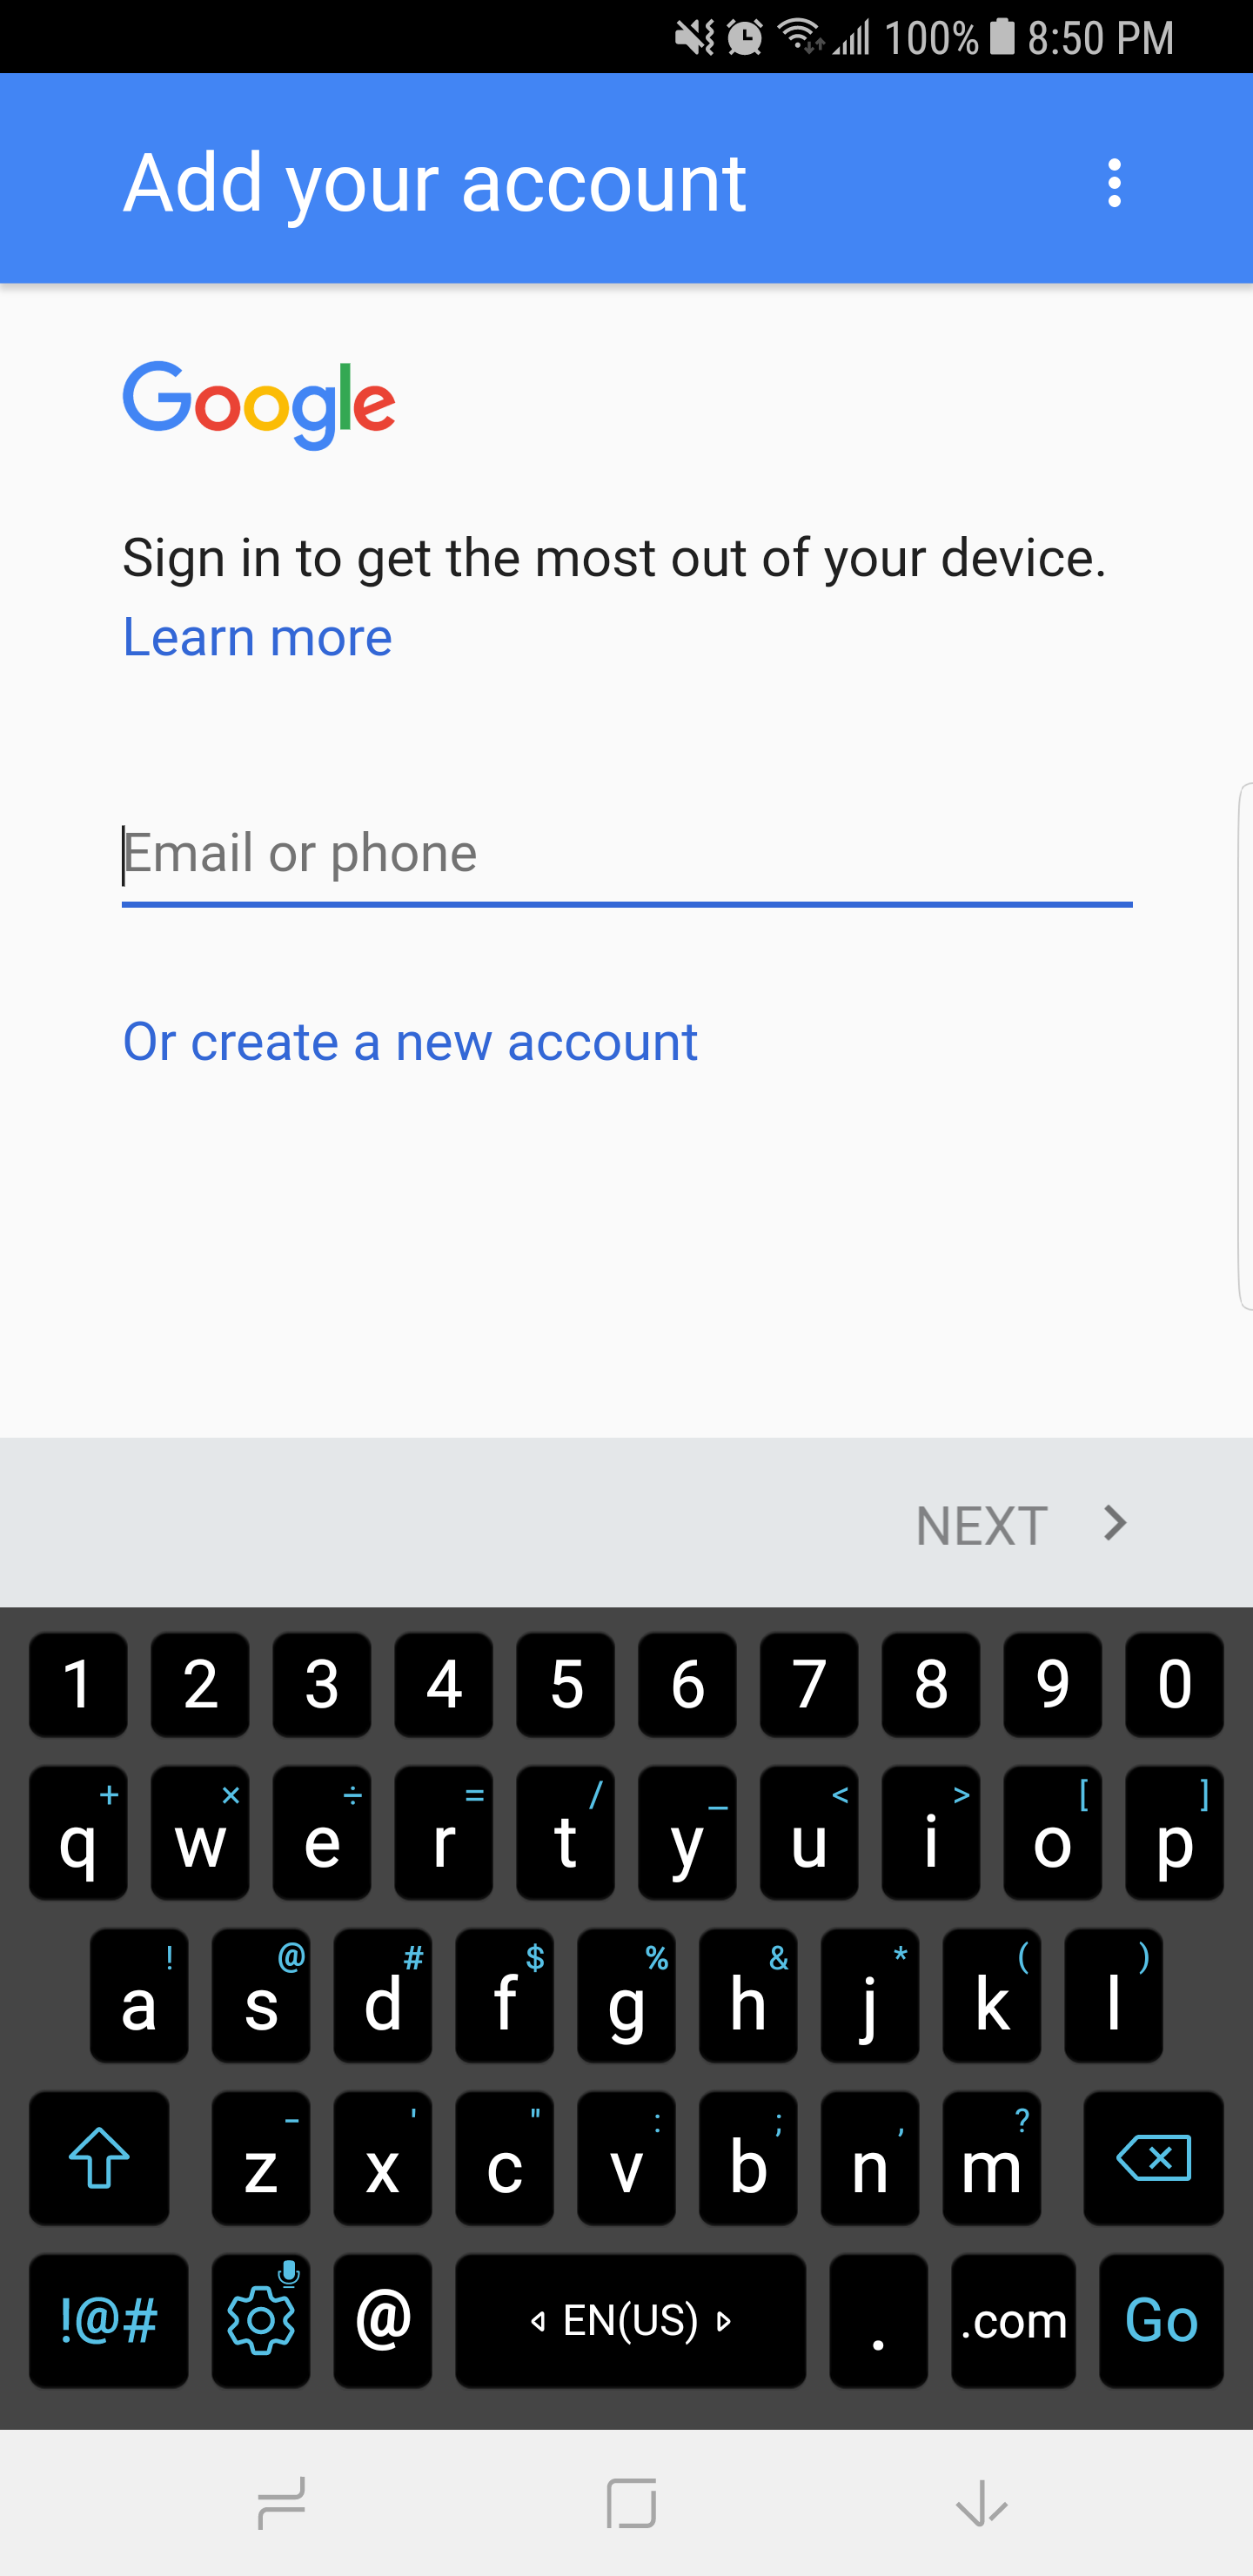 100% 8:50 PM
Add your account
Google
Sign in to get the most out of your device.
Learn more
Email or phone
Or create a new account
NEXT
1 2 3 4 5 6 7 8 9 0
+ × ÷ = / _ < > [ ]
q w e r t y u i o p
! @ # $ % & * ( )
a s d f g h j k l
- ' " : ; , ?
z x c v b n m
!@# @ EN(US) . .com Go